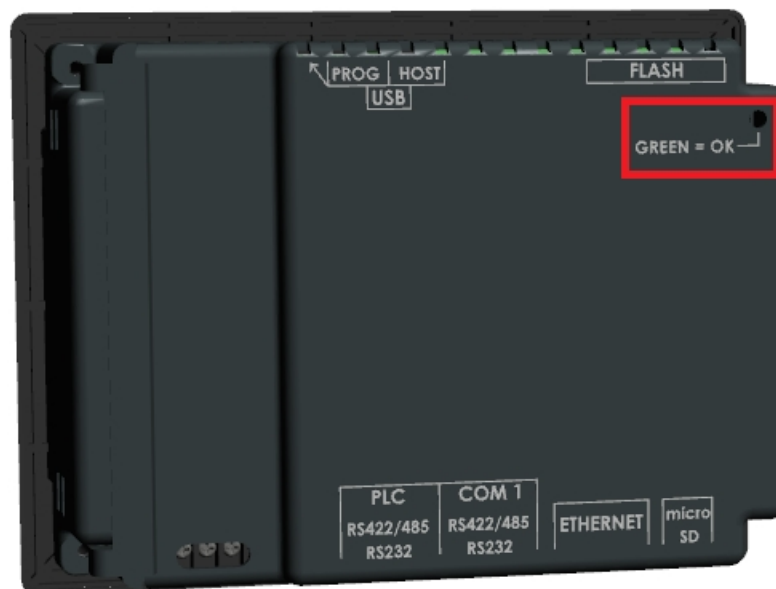 PROG HOST
USB
FLASH
GREEN = OK
PLC
RS422/485
RS232
COM 1
RS422/485
RS232
ETHERNET
micro
SD